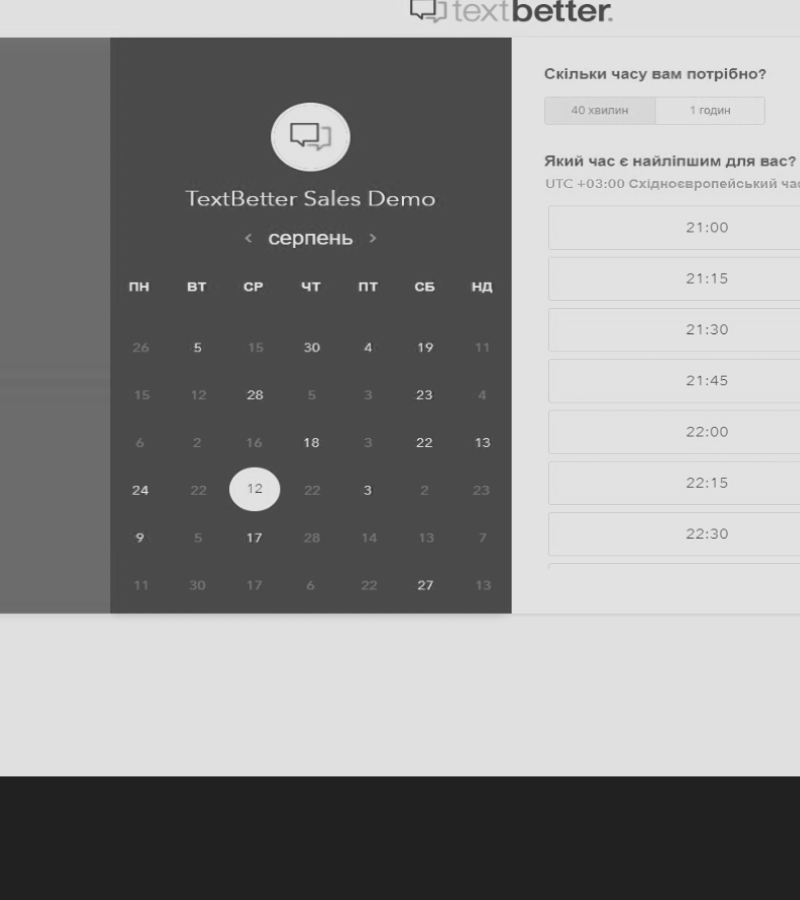 textbetter.
TextBetter Sales Demo
< серпень >
ПН ВТ СР ЧТ ПТ СБ НД
26 5 15 30 4 19 11
15 12 28 5 3 23 4
6 2 16 18 3 22 13
24 22 12 22 3 2 23
9 5 17 28 14 13 7
11 30 17 6 22 27 13
Скільки часу вам потрібно?
40 хвилин 1 годин
Який час є найліпшим для вас?
UTC +03:00 Східноєвропейський
21:00
21:15
21:30
21:45
22:00
22:15
22:30